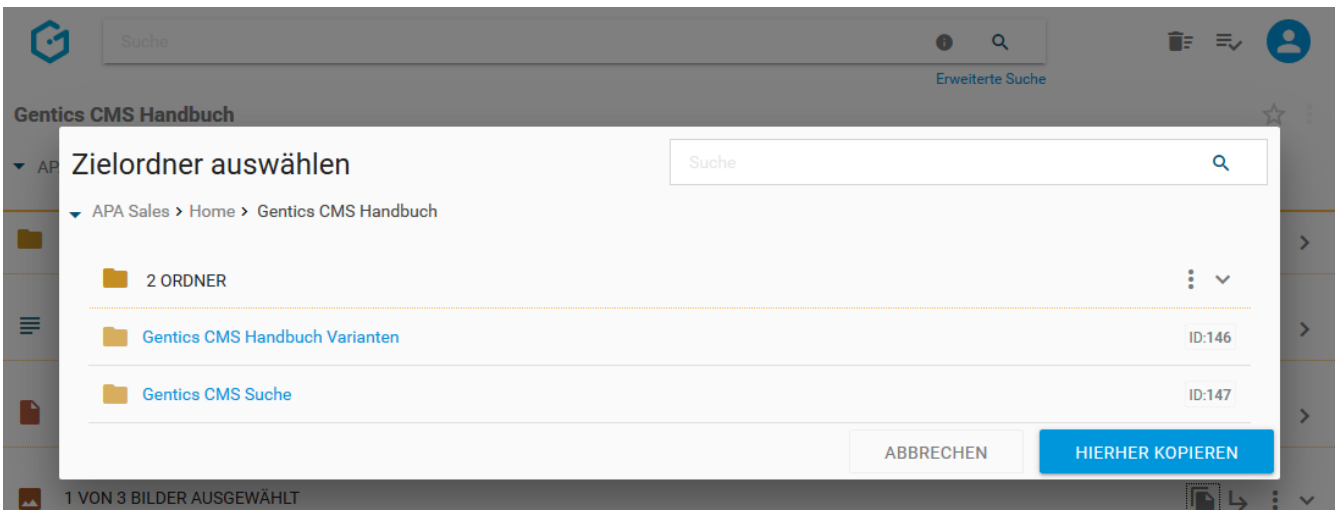 Suche
Erweiterte Suche
Gentics CMS Handbuch
AP
Zielordner auswählen
Suche
APA Sales > Home > Gentics CMS Handbuch
2 ORDNER
Gentics CMS Handbuch Varianten
ID:146
Gentics CMS Suche
ID:147
ABBRECHEN
HIERHER KOPIEREN
1 VON 3 BILDER AUSGEWÄHLT